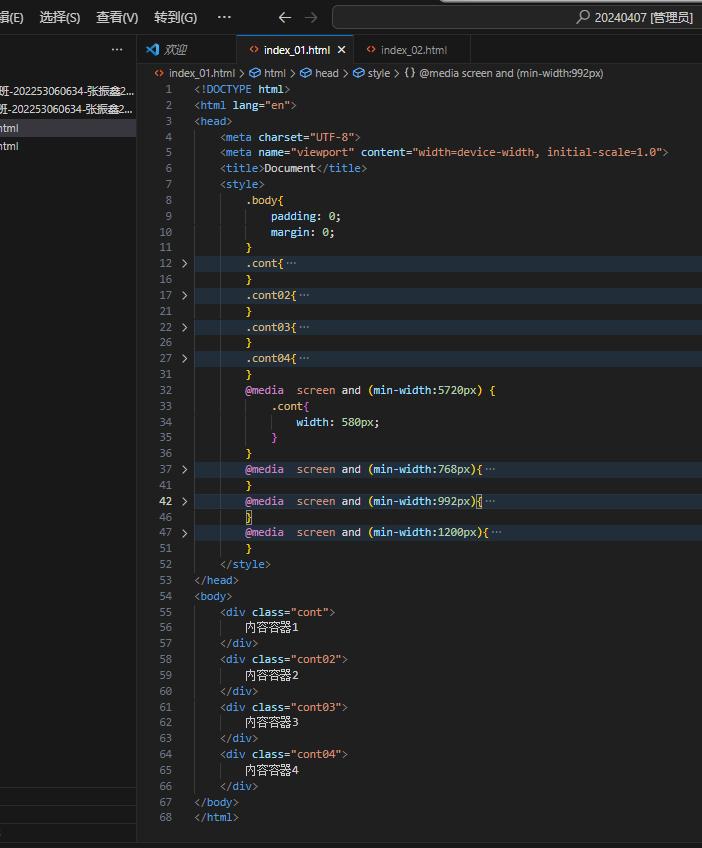 辑(E) 选择(S) 查看(V) 转到(G) ··· 20240407 [管理员]
··· 欢迎 index_01.html index_02.html
班-202253060634-张振鑫2...
班-202253060634-张振鑫2...
html
html
index_01.html > html > head > style > {} @media screen and (min-width:992px)
1 <!DOCTYPE html>
2 <html lang="en">
3 <head>
4 <meta charset="UTF-8">
5 <meta name="viewport" content="width=device-width, initial-scale=1.0">
6 <title>Document</title>
7 <style>
8 .body{
9 padding: 0;
10 margin: 0;
11 }
12 .cont{ ···
16 }
17 .cont02{ ···
21 }
22 .cont03{ ···
26 }
27 .cont04{ ···
31 }
32 @media  screen and (min-width:5720px) {
33 .cont{
34 width: 580px;
35 }
36 }
37 @media  screen and (min-width:768px){ ···
41 }
42 @media  screen and (min-width:992px){ ···
46 }
47 @media  screen and (min-width:1200px){ ···
51 }
52 </style>
53 </head>
54 <body>
55 <div class="cont">
56 内容容器1
57 </div>
58 <div class="cont02">
59 内容容器2
60 </div>
61 <div class="cont03">
62 内容容器3
63 </div>
64 <div class="cont04">
65 内容容器4
66 </div>
67 </body>
68 </html>